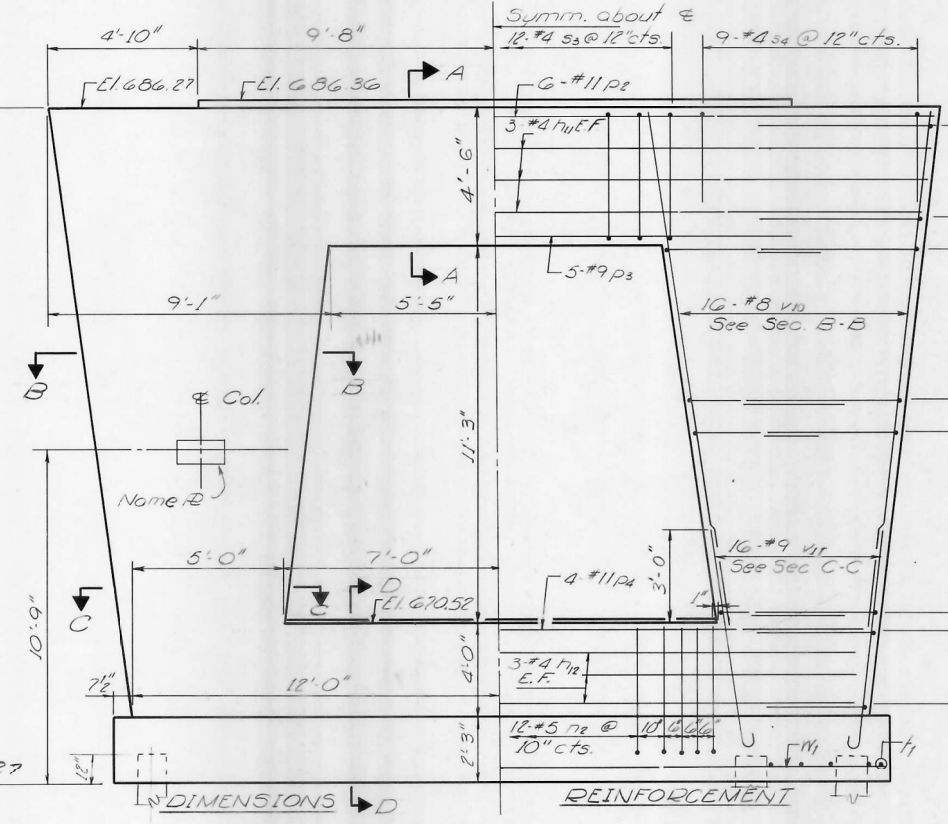 Symm. about ℄
4'-10"
9'-8"
12-#4 s3 @ 12" cts.
9-#4 s4 @ 12" cts.
El. 686.27
El. 686.36
A
6-#11 p2
3-#4 h11 E.F.
4'-6"
A
5-#9 p3
9'-1"
5'-5"
16-#8 v10
See Sec. B-B
B
B
℄ Col.
11'-3"
Name ℔
5'-0"
7'-0"
16-#9 v11
See Sec C-C
3'-0"
1"
4-#11 p4
C
C
D
El. 670.52
10'-9"
4'-0"
3-#4 h12
E.F.
7½"
12'-0"
12-#5 n2 @
10" cts.
10" 6" 6" 6"
2'-3"
12"
27
m1
t1
N
N
N
DIMENSIONS
D
REINFORCEMENT